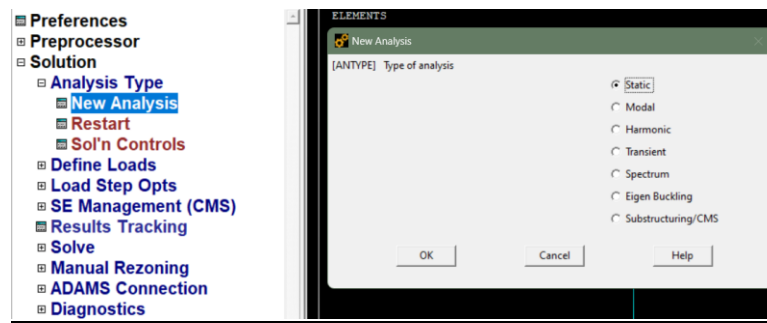 Preferences
Preprocessor
Solution
Analysis Type
New Analysis
Restart
Sol'n Controls
Define Loads
Load Step Opts
SE Management (CMS)
Results Tracking
Solve
Manual Rezoning
ADAMS Connection
Diagnostics
ELEMENTS
New Analysis
[ANTYPE] Type of analysis
Static
Modal
Harmonic
Transient
Spectrum
Eigen Buckling
Substructuring/CMS
OK Cancel Help